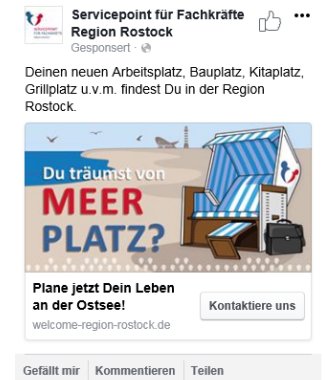 Servicepoint für Fachkräfte
Region Rostock
Gesponsert ·
Deinen neuen Arbeitsplatz, Bauplatz, Kitaplatz,
Grillplatz u.v.m. findest Du in der Region
Rostock.
Du träumst von
MEER
PLATZ?
Plane jetzt Dein Leben
an der Ostsee!
Kontaktiere uns
welcome-region-rostock.de
Gefällt mir Kommentieren Teilen